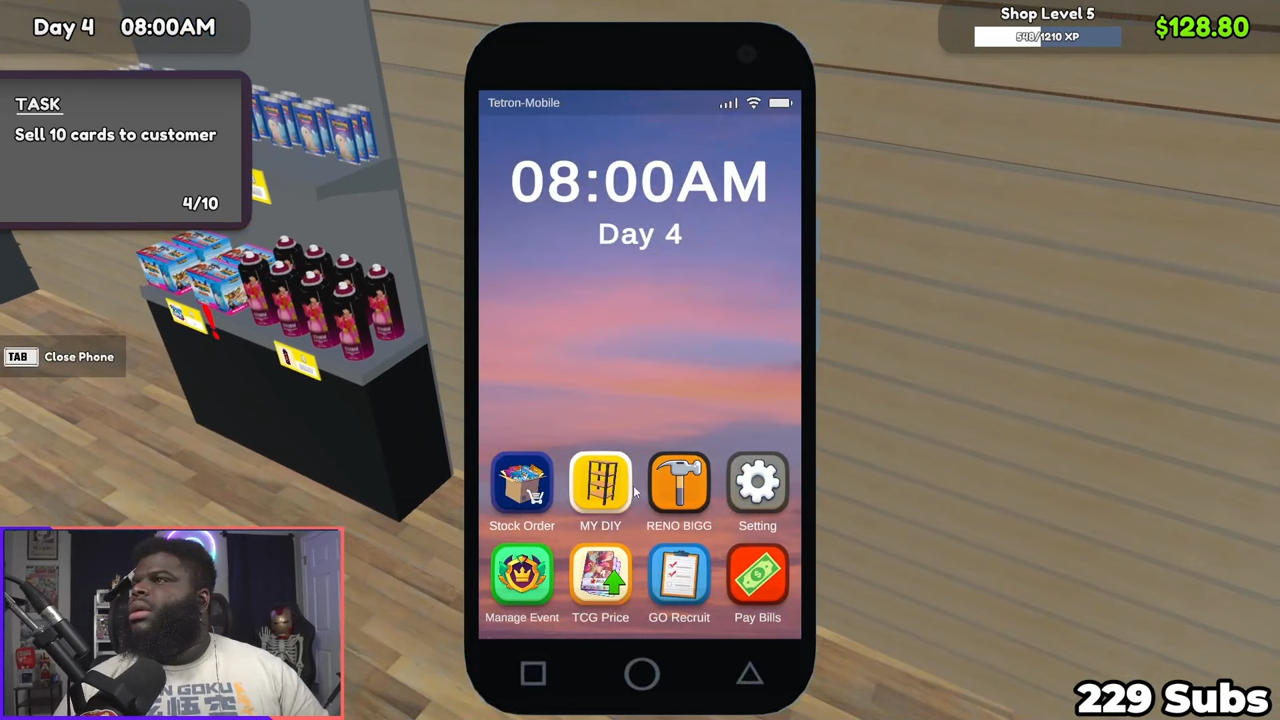 Day 4 08:00AM
Shop Level 5
548/1210 XP
$128.80
TASK
Sell 10 cards to customer
4/10
TAB Close Phone
Tetron-Mobile
08:00AM
Day 4
Stock Order
MY DIY
RENO BIGG
Setting
Manage Event
TCG Price
GO Recruit
Pay Bills
229 Subs